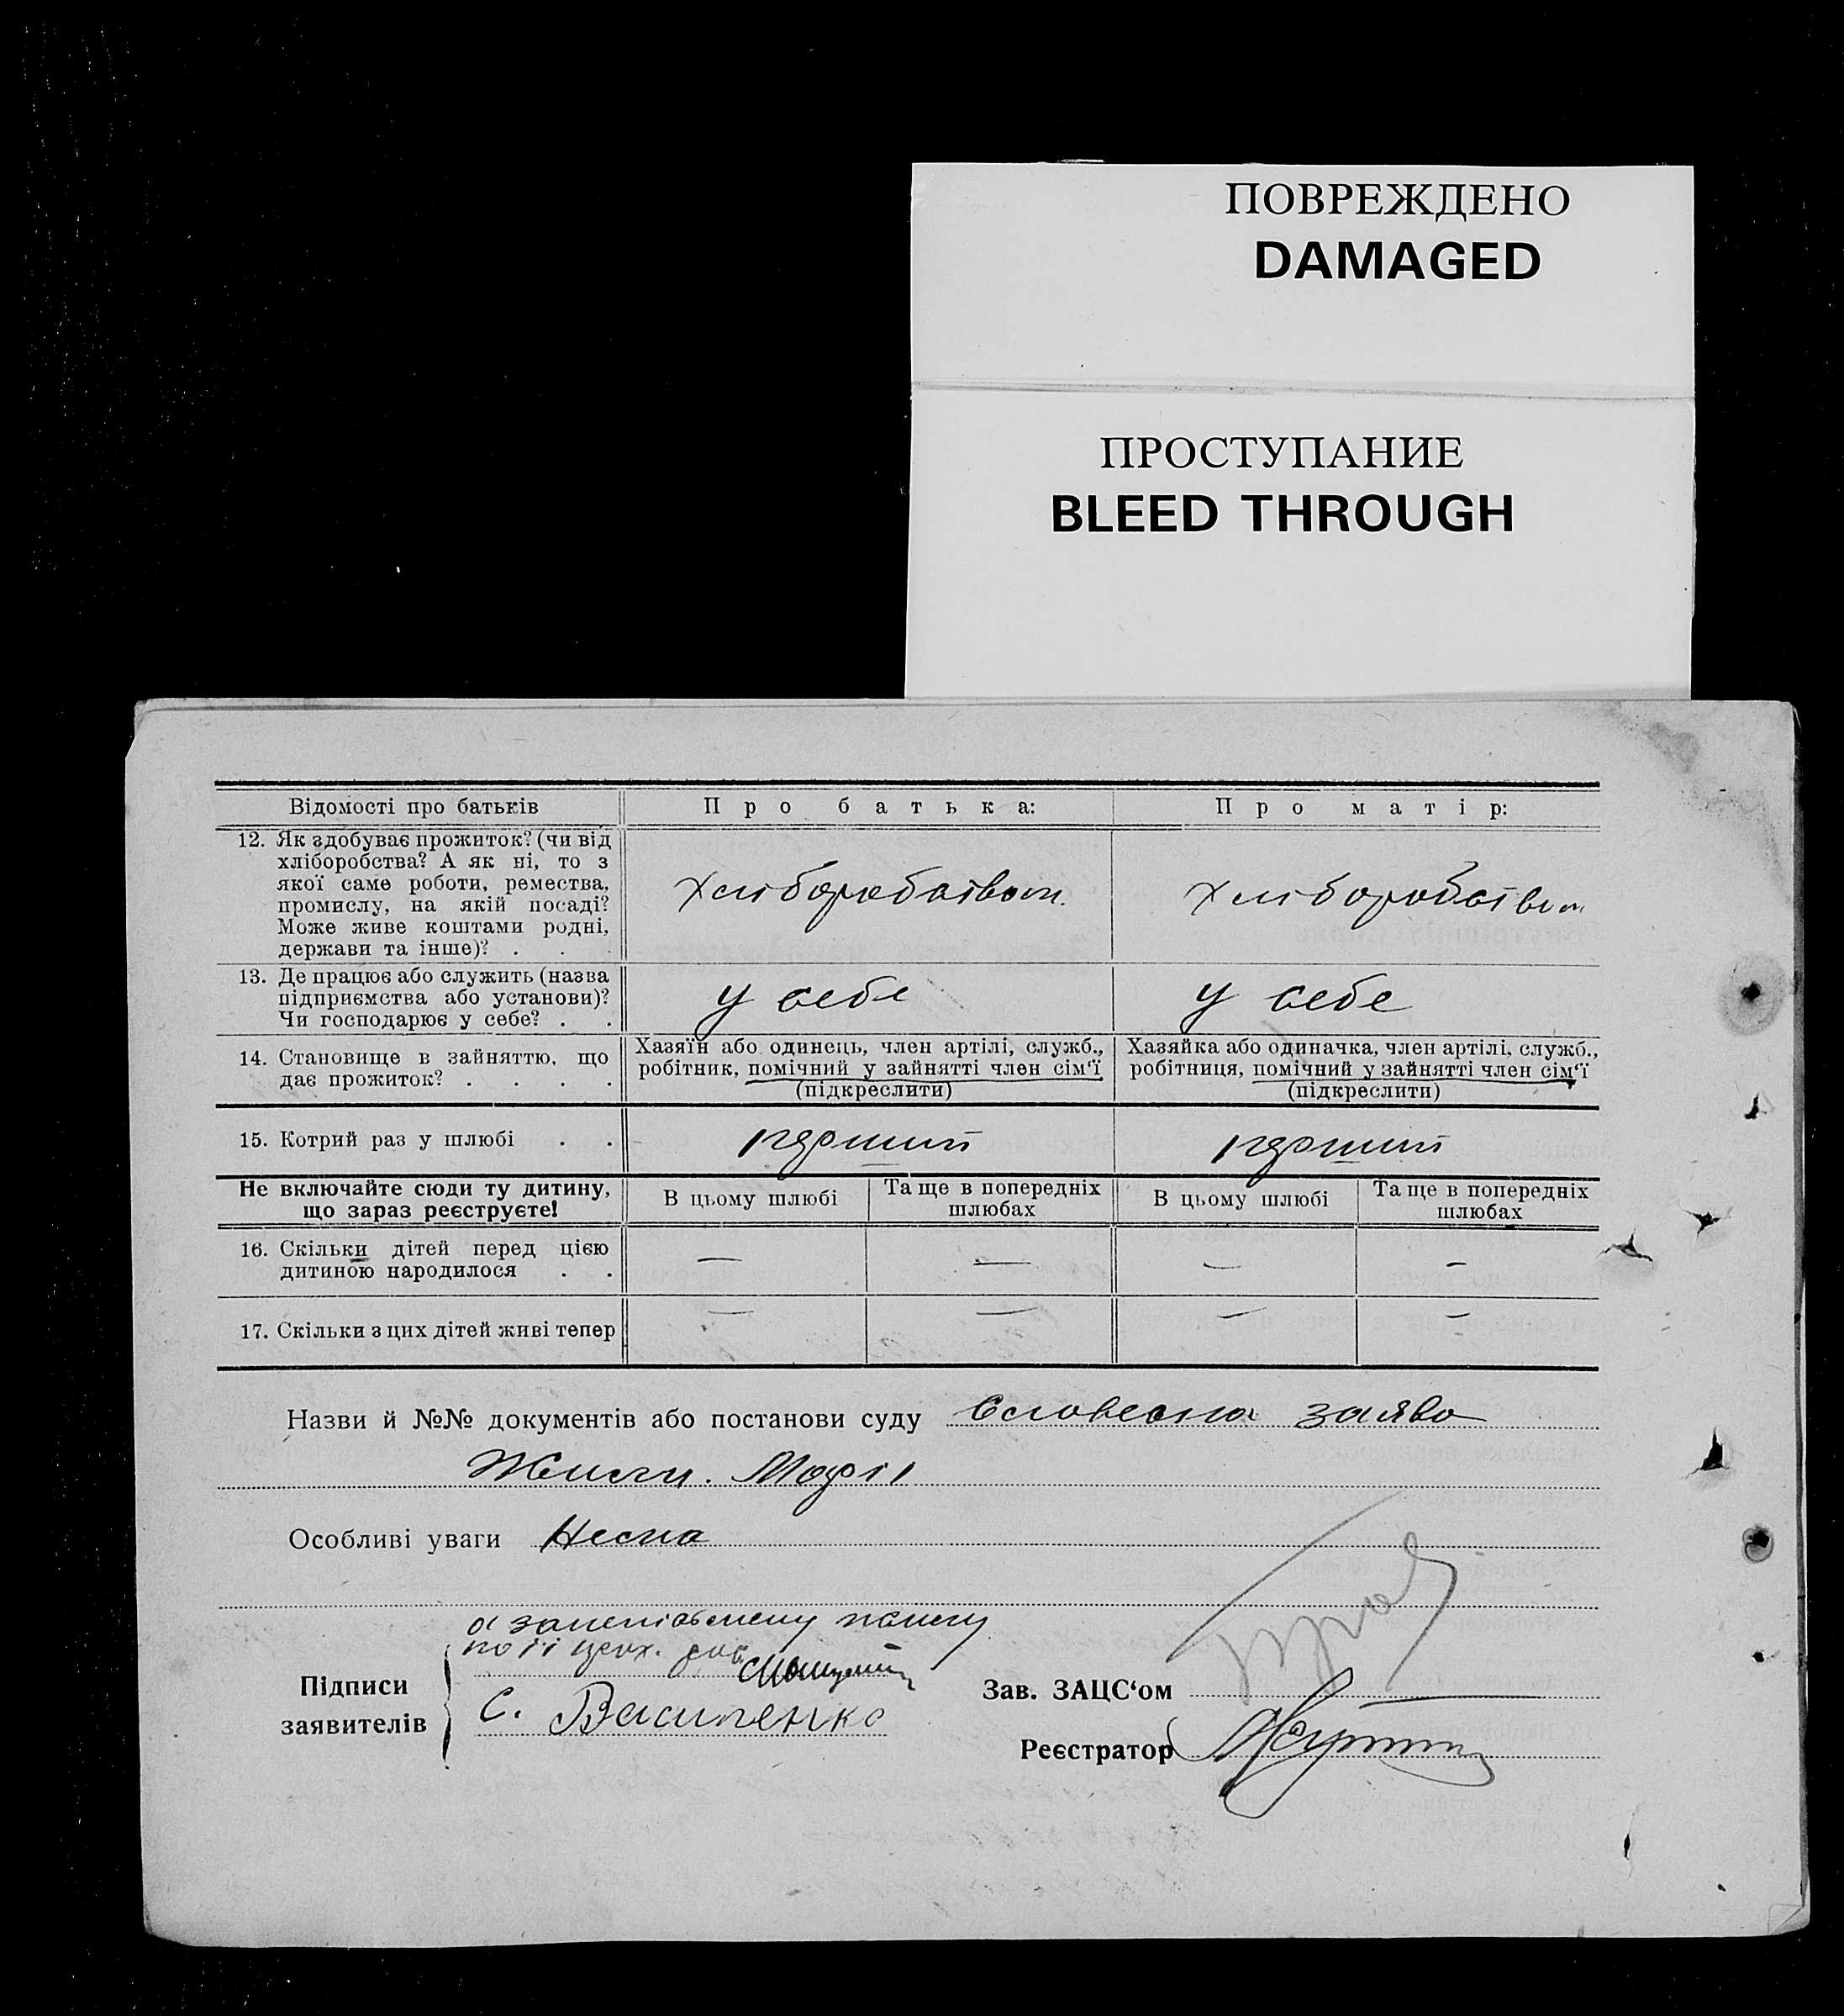 ПОВРЕЖДЕНО
DAMAGED
ПРОСТУПАНИЕ
BLEED THROUGH
Відомості про батьків
Про батька:
Про матір:
12. Як здобуває прожиток? (чи від
хліборобства? А як ні, то з
якої саме роботи, ремества,
промислу, на якій посаді?
Може живе коштами родні,
держави та інше)? . . .
Хліборобством.
Хліборобством
13. Де працює або служить (назва
підприємства або установи)?
Чи господарює у себе? . .
у себе
у себе
14. Становище в зайняттю, що
дає прожиток? . . . .
Хазяїн або одинець, член артілі, служб.,
робітник, помічний у зайнятті член сім‘ї
(підкреслити)
Хазяйка або одиначка, член артілі, служб.,
робітниця, помічний у зайнятті член сім‘ї
(підкреслити)
15. Котрий раз у шлюбі . .
перший
перший
Не включайте сюди ту дитину,
що зараз реєструєте!
В цьому шлюбі
Та ще в попередніх
шлюбах
В цьому шлюбі
Та ще в попередніх
шлюбах
16. Скільки дітей перед цією
дитиною народилося . .
— — — —
17. Скільки з цих дітей живі тепер
— — — —
Назви й №№ документів або постанови суду Словесна заява
Марії
Особливі уваги Нема
Підписи
заявителів
С. Василенко
Зав. ЗАЦС‘ом
Реєстратор